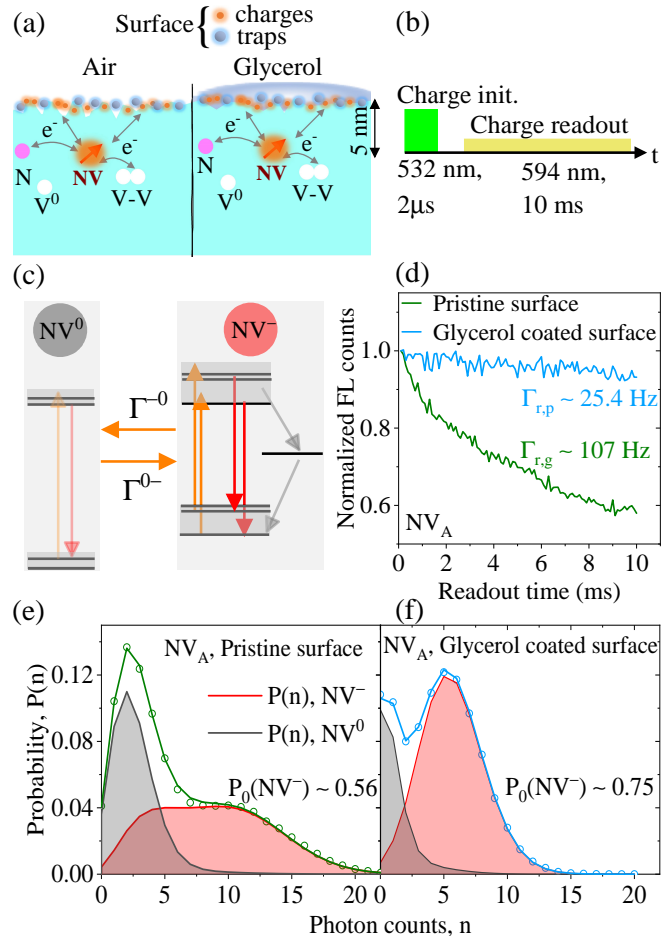 (a)
Surface { charges
traps
Air
Glycerol
e⁻
e⁻
N
NV
V⁰
V-V
e⁻
e⁻
N
NV
V⁰
V-V
5 nm
(b)
Charge init.
Charge readout
t
532 nm,
2μs
594 nm,
10 ms
(c)
NV⁰
NV⁻
Γ⁻⁰
Γ⁰⁻
(d)
Pristine surface
Glycerol coated surface
Γr,p ~ 25.4 Hz
Γr,g ~ 107 Hz
NV_A
1.0
0.8
0.6
Normalized FL counts
0 2 4 6 8 10
Readout time (ms)
(e)
NV_A, Pristine surface
P(n), NV⁻
P(n), NV⁰
P₀(NV⁻) ~ 0.56
0.12
0.08
0.04
0.00
Probability, P(n)
0 5 10 15 20
(f)
NV_A, Glycerol coated surface
P₀(NV⁻) ~ 0.75
0 5 10 15 20
Photon counts, n